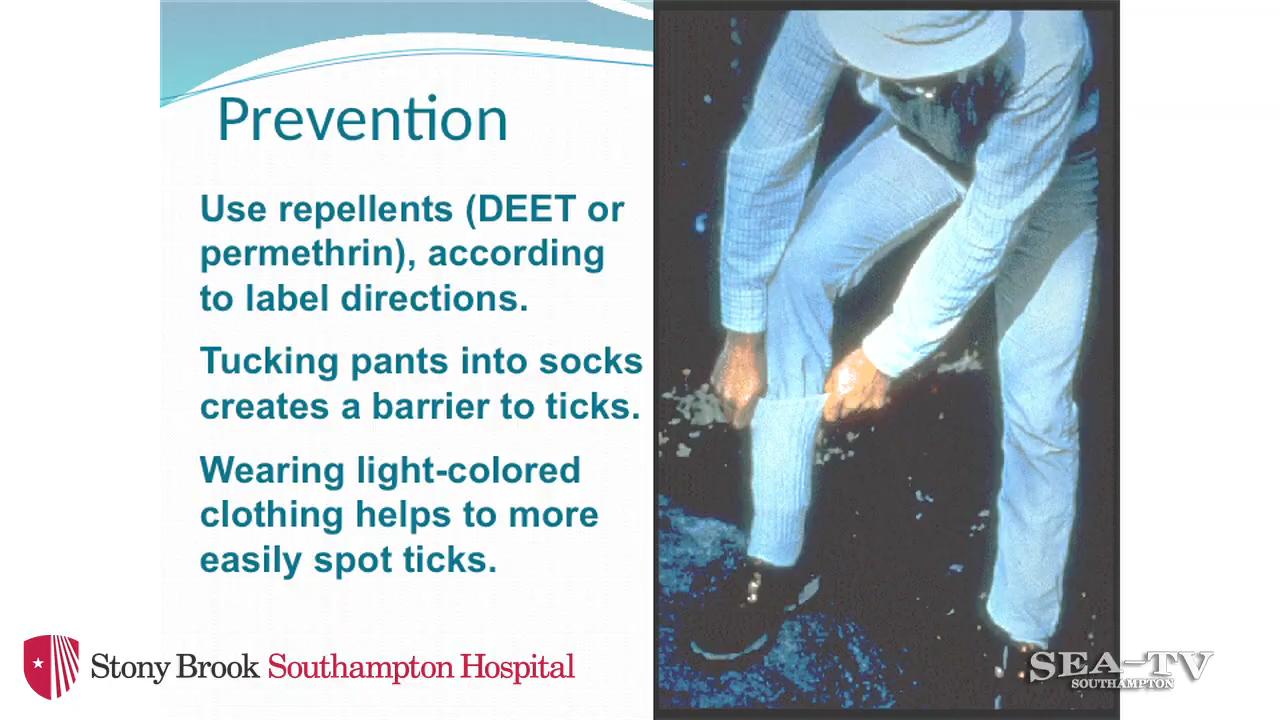 Prevention
Use repellents (DEET or
permethrin), according
to label directions.
Tucking pants into socks
creates a barrier to ticks.
Wearing light-colored
clothing helps to more
easily spot ticks.
Stony Brook Southampton Hospital
SEA-TV
SOUTHAMPTON